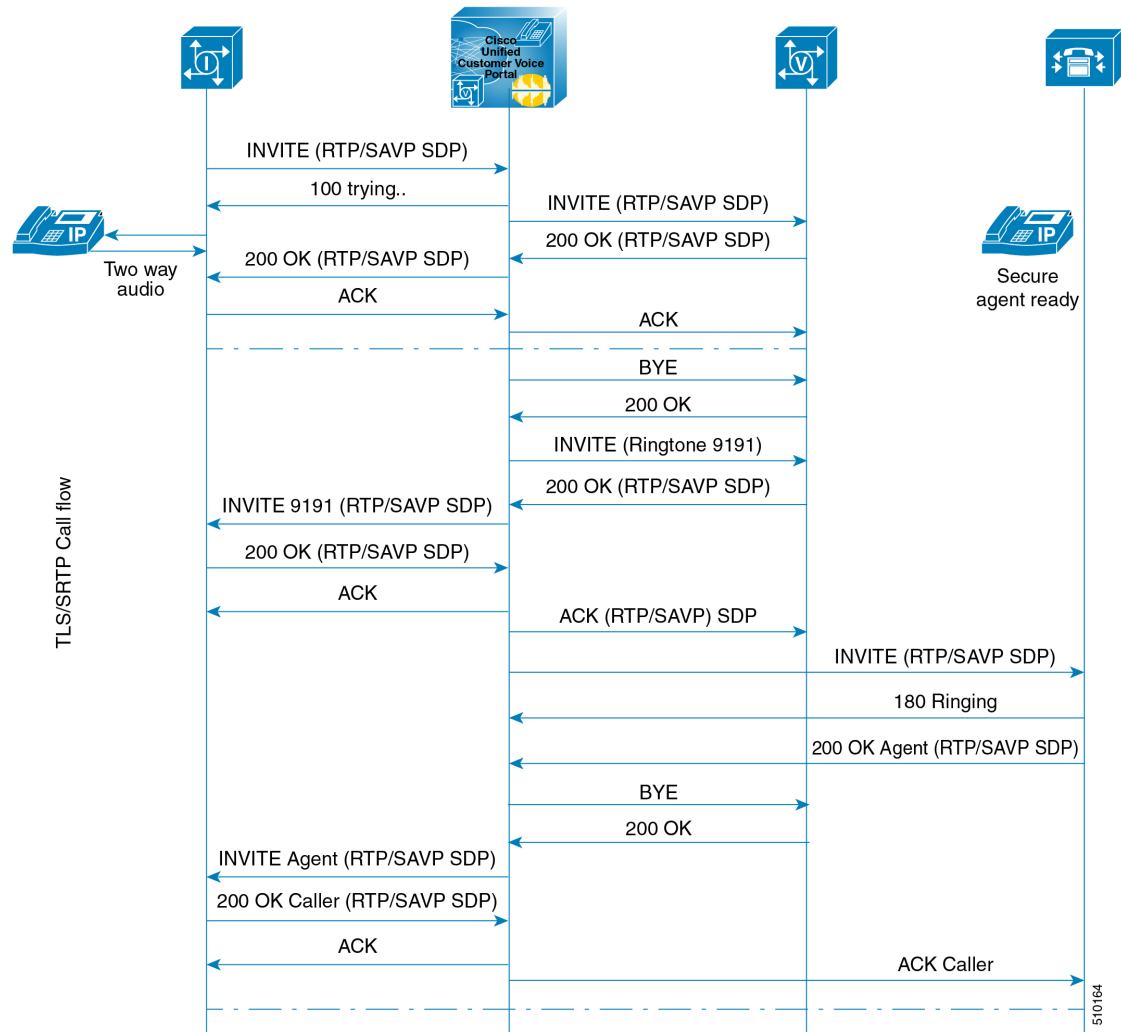 Cisco
Unified
Customer Voice
Portal
I
V
V
INVITE (RTP/SAVP SDP)
100 trying..
INVITE (RTP/SAVP SDP)
IP
IP
200 OK (RTP/SAVP SDP)
200 OK (RTP/SAVP SDP)
Two way
audio
Secure
agent ready
ACK
ACK
BYE
200 OK
INVITE (Ringtone 9191)
200 OK (RTP/SAVP SDP)
INVITE 9191 (RTP/SAVP SDP)
200 OK (RTP/SAVP SDP)
TLS/SRTP Call flow
ACK
ACK (RTP/SAVP) SDP
INVITE (RTP/SAVP SDP)
180 Ringing
200 OK Agent (RTP/SAVP SDP)
BYE
200 OK
INVITE Agent (RTP/SAVP SDP)
200 OK Caller (RTP/SAVP SDP)
ACK
ACK Caller
510164